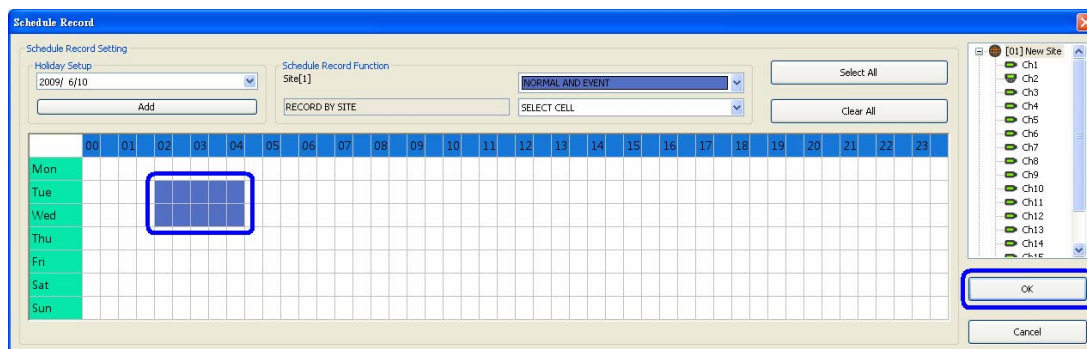 Schedule Record
Schedule Record Setting
Holiday Setup
2009/ 6/10
Add
Schedule Record Function
Site[1]
NORMAL AND EVENT
RECORD BY SITE
SELECT CELL
Select All
Clear All
00 01 02 03 04 05 06 07 08 09 10 11 12 13 14 15 16 17 18 19 20 21 22 23
Mon
Tue
Wed
Thu
Fri
Sat
Sun
[01] New Site
Ch1
Ch2
Ch3
Ch4
Ch5
Ch6
Ch7
Ch8
Ch9
Ch10
Ch11
Ch12
Ch13
Ch14
Ch15
OK
Cancel